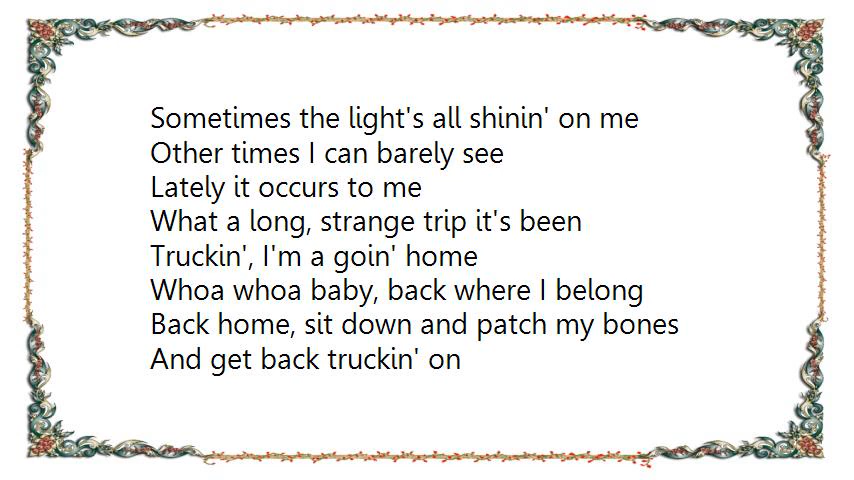 Sometimes the light's all shinin' on me
Other times I can barely see
Lately it occurs to me
What a long, strange trip it's been
Truckin', I'm a goin' home
Whoa whoa baby, back where I belong
Back home, sit down and patch my bones
And get back truckin' on